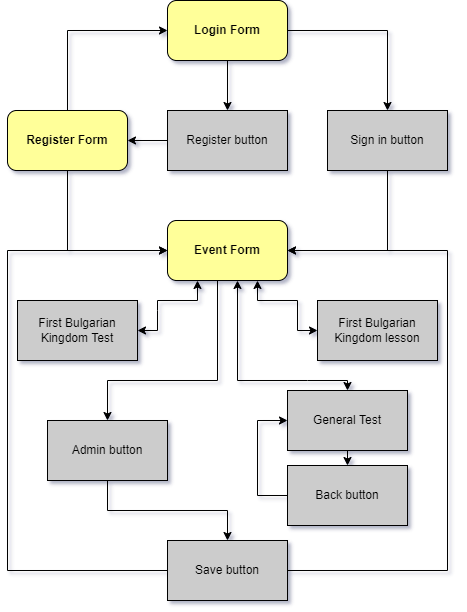 Login Form
Register Form
Register button
Sign in button
Event Form
First Bulgarian
Kingdom Test
First Bulgarian
Kingdom lesson
General Test
Admin button
Back button
Save button